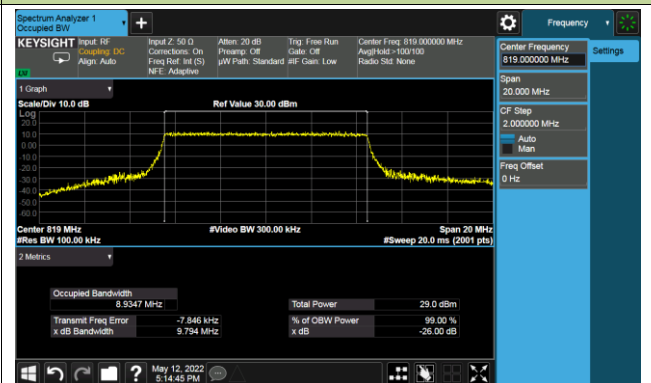 Spectrum Analyzer 1
Occupied BW
Frequency
KEYSIGHT
Input: RF
Coupling: DC
Align: Auto
Input Z: 50 Ω
Corrections: On
Freq Ref: Int (S)
NFE: Adaptive
Atten: 20 dB
Preamp: Off
µW Path: Standard
Trig: Free Run
Gate: Off
#IF Gain: Low
Center Freq: 819.000000 MHz
Avg|Hold:>100/100
Radio Std: None
Center Frequency
819.000000 MHz
Settings
Span
20.000 MHz
CF Step
2.000000 MHz
Auto
Man
Freq Offset
0 Hz
1 Graph
Scale/Div 10.0 dB
Ref Value 30.00 dBm
Log
20.0
10.0
0.00
-10.0
-20.0
-30.0
-40.0
-50.0
-60.0
Center 819 MHz
#Video BW 300.00 kHz
Span 20 MHz
#Res BW 100.00 kHz
#Sweep 20.0 ms (2001 pts)
2 Metrics
Occupied Bandwidth
8.9347 MHz
Total Power 29.0 dBm
Transmit Freq Error -7.846 kHz
% of OBW Power 99.00 %
x dB Bandwidth 9.794 MHz
x dB -26.00 dB
May 12, 2022
5:14:45 PM